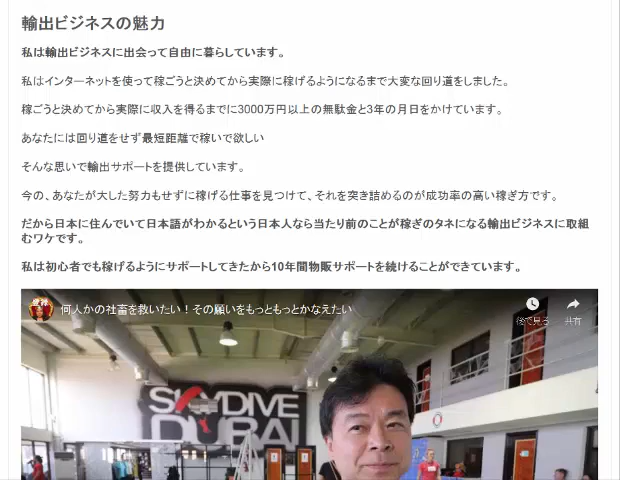 輸出ビジネスの魅力
私は輸出ビジネスに出会って自由に暮らしています。
私はインターネットを使って稼ごうと決めてから実際に稼げるようになるまで大変な回り道をしました。
稼ごうと決めてから実際に収入を得るまでに3000万円以上の無駄金と3年の月日をかけています。
あなたには回り道をせず最短距離で稼いで欲しい
そんな思いで輸出サポートを提供しています。
今の、あなたが大した努力もせずに稼げる仕事を見つけて、それを突き詰めるのが成功率の高い稼ぎ方です。
だから日本に住んでいて日本語がわかるという日本人なら当たり前のことが稼ぎのタネになる輸出ビジネスに取組
むワケです。
私は初心者でも稼げるようにサポートしてきたから10年間物販サポートを続けることができています。
何人かの社畜を救いたい！その願いをもっともっとかなえたい
後で見る
共有
SKYDIVE
DUBAI